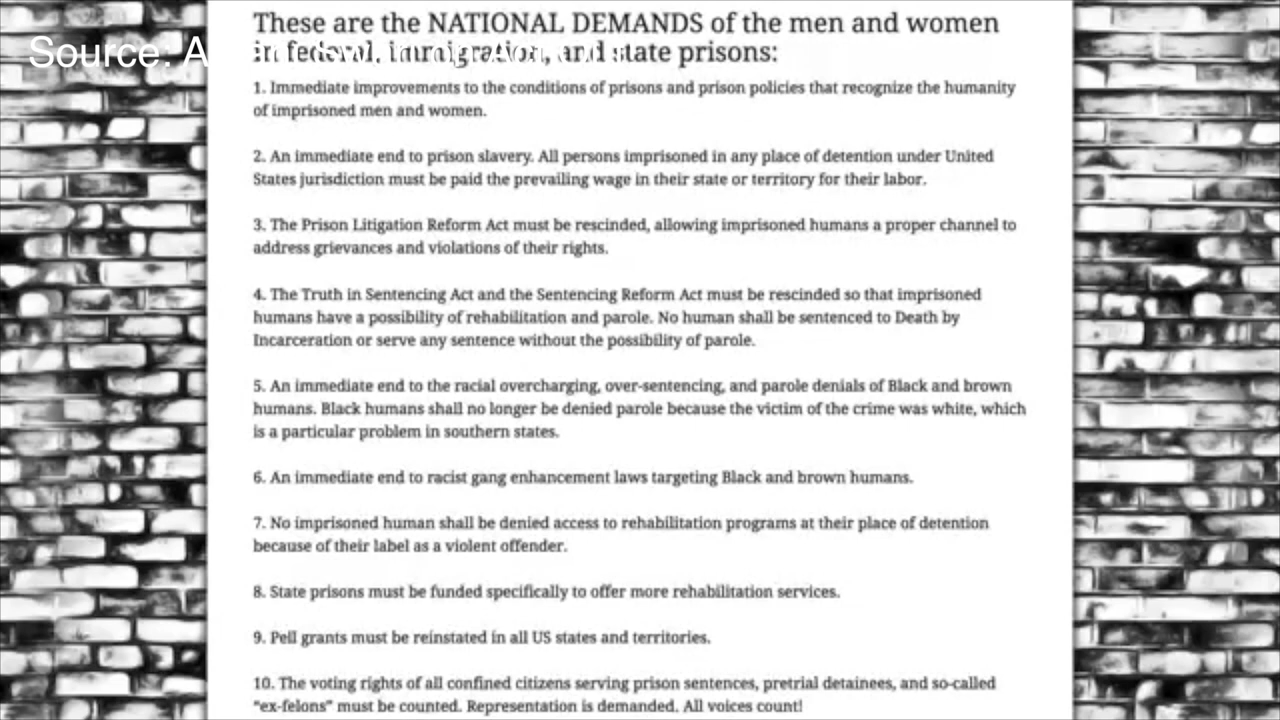 These are the NATIONAL DEMANDS of the men and women
Source:
in federal, immigration, and state prisons:
1. Immediate improvements to the conditions of prisons and prison policies that recognize the humanity
of imprisoned men and women.
2. An immediate end to prison slavery. All persons imprisoned in any place of detention under United
States jurisdiction must be paid the prevailing wage in their state or territory for their labor.
3. The Prison Litigation Reform Act must be rescinded, allowing imprisoned humans a proper channel to
address grievances and violations of their rights.
4. The Truth in Sentencing Act and the Sentencing Reform Act must be rescinded so that imprisoned
humans have a possibility of rehabilitation and parole. No human shall be sentenced to Death by
Incarceration or serve any sentence without the possibility of parole.
5. An immediate end to the racial overcharging, over-sentencing, and parole denials of Black and brown
humans. Black humans shall no longer be denied parole because the victim of the crime was white, which
is a particular problem in southern states.
6. An immediate end to racist gang enhancement laws targeting Black and brown humans.
7. No imprisoned human shall be denied access to rehabilitation programs at their place of detention
because of their label as a violent offender.
8. State prisons must be funded specifically to offer more rehabilitation services.
9. Pell grants must be reinstated in all US states and territories.
10. The voting rights of all confined citizens serving prison sentences, pretrial detainees, and so-called
“ex-felons” must be counted. Representation is demanded. All voices count!